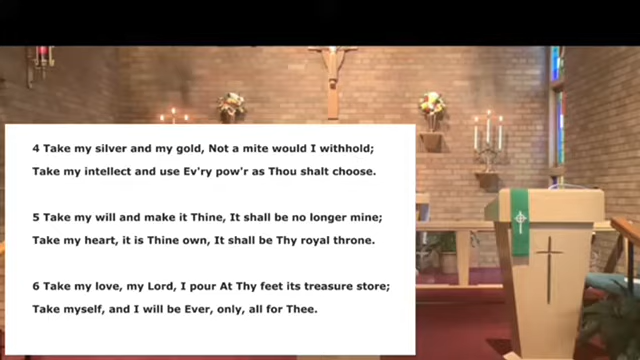 4 Take my silver and my gold, Not a mite would I withhold;
Take my intellect and use Ev'ry pow'r as Thou shalt choose.
5 Take my will and make it Thine, It shall be no longer mine;
Take my heart, it is Thine own, It shall be Thy royal throne.
6 Take my love, my Lord, I pour At Thy feet its treasure store;
Take myself, and I will be Ever, only, all for Thee.